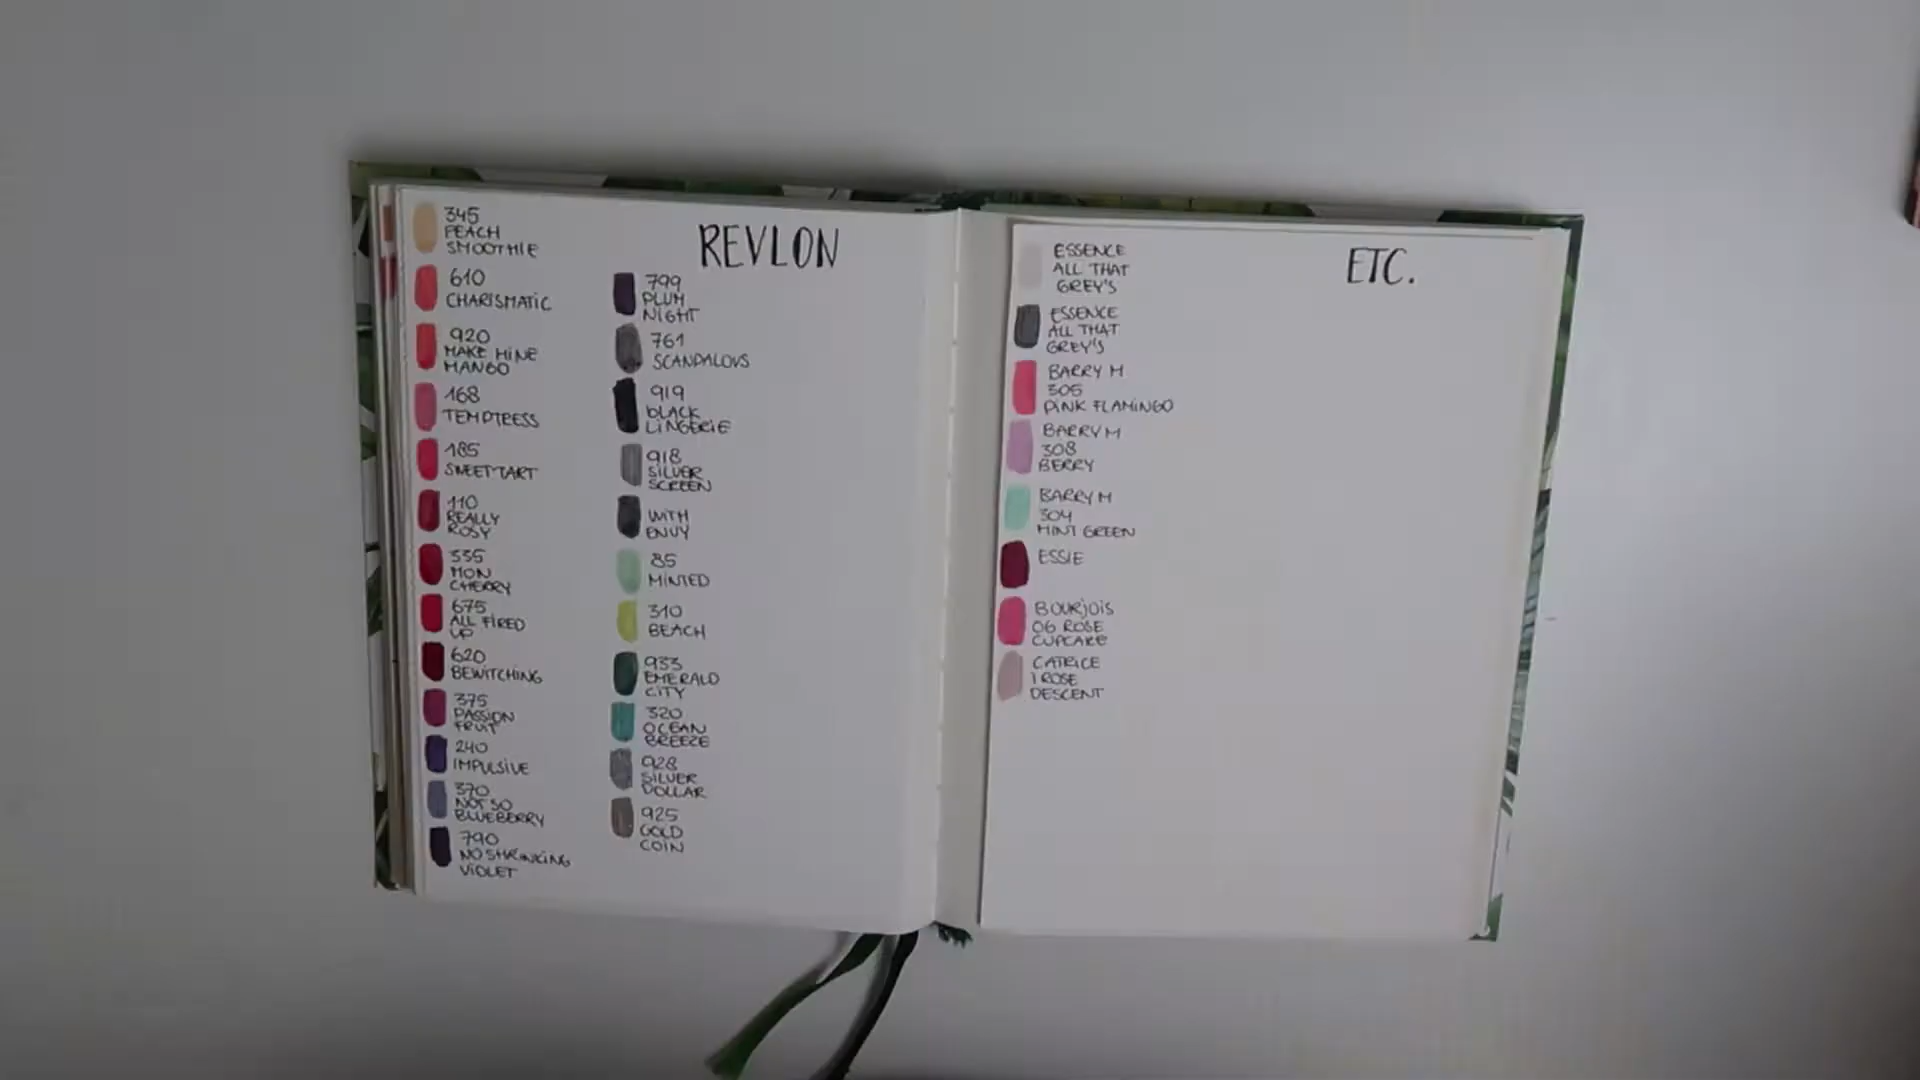 REVLON
345
PEACH
SMOOTHIE
610
CHARISMATIC
920
MAKE MINE
MANGO
168
TEMPTRESS
185
SWEET TART
110
REALLY
ROSY
335
MON
CHERRY
675
ALL FIRED
UP
620
BEWITCHING
375
PASSION
FRUIT
240
IMPULSIVE
370
NOT SO
BLUEBERRY
790
NO SHRINKING
VIOLET
799
PLUM
NIGHT
761
SCANDALOUS
919
BLACK
LINGERIE
918
SILVER
SCREEN
WITH
ENVY
85
MINTED
310
BEACH
933
EMERALD
CITY
320
OCEAN
BREEZE
928
SILVER
DOLLAR
925
GOLD
COIN
ETC.
ESSENCE
ALL THAT
GREY'S
ESSENCE
ALL THAT
GREY'S
BARRY M
305
PINK FLAMINGO
BARRY M
308
BERRY
BARRY M
304
MINT GREEN
ESSIE
BOURJOIS
06 ROSE
CUPCAKE
CATRICE
1 ROSE
DESCENT